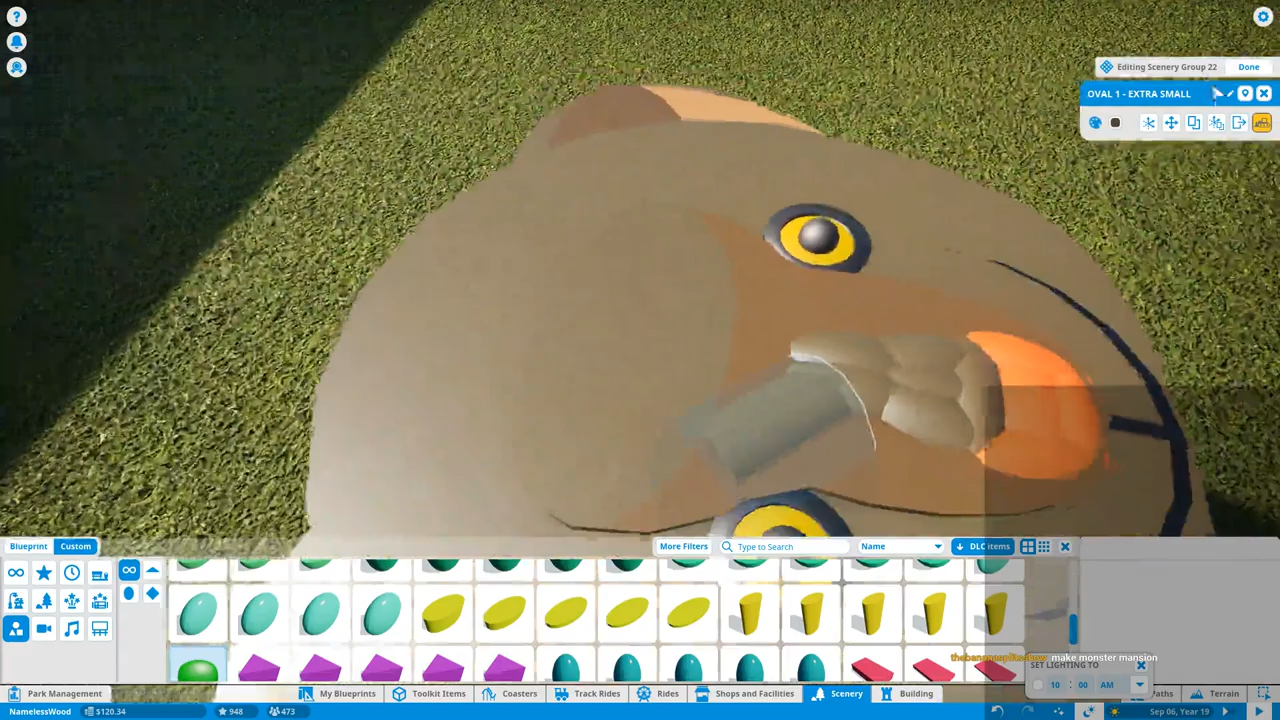 Editing Scenery Group 22 Done
OVAL 1 - EXTRA SMALL
Blueprint Custom More Filters Type to Search Name DLC items
make monster mansion
SET LIGHTING TO
10 : 00 AM
Park Management My Blueprints Toolkit Items Coasters Track Rides Rides Shops and Facilities Scenery Building Paths Terrain
NamelessWood $120.34 948 473 Sep 06, Year 19